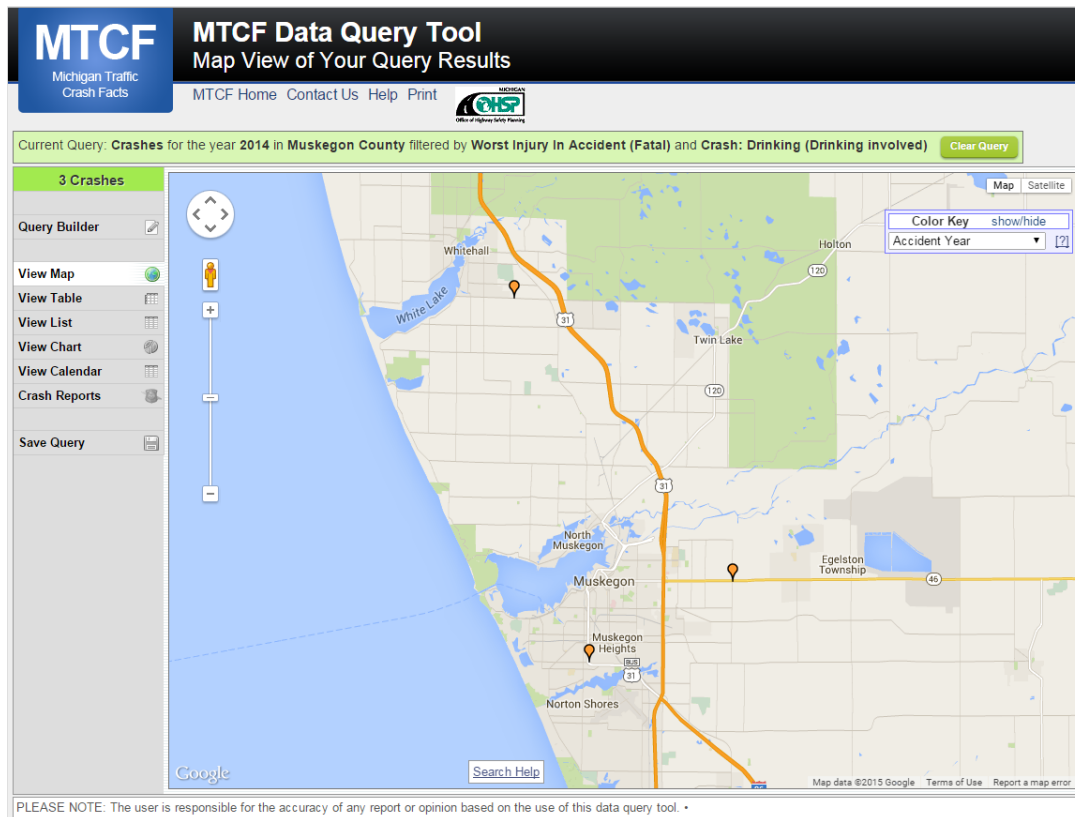 MTCF
Michigan Traffic
Crash Facts
MTCF Data Query Tool
Map View of Your Query Results
MTCF Home Contact Us Help Print
MICHIGAN
OHSP
Office of Highway Safety Planning
Current Query: Crashes for the year 2014 in Muskegon County filtered by Worst Injury In Accident (Fatal) and Crash: Drinking (Drinking involved)
Clear Query
3 Crashes
Query Builder
View Map
View Table
View List
View Chart
View Calendar
Crash Reports
Save Query
Map Satellite
Color Key show/hide
Accident Year [?]
Whitehall
Holton
120
White Lake
31
Twin Lake
120
31
North
Muskegon
Egelston
Township
Muskegon
46
Muskegon
Heights
BUS
31
Norton Shores
Google
Search Help
Map data ©2015 Google Terms of Use Report a map error
PLEASE NOTE: The user is responsible for the accuracy of any report or opinion based on the use of this data query tool. •